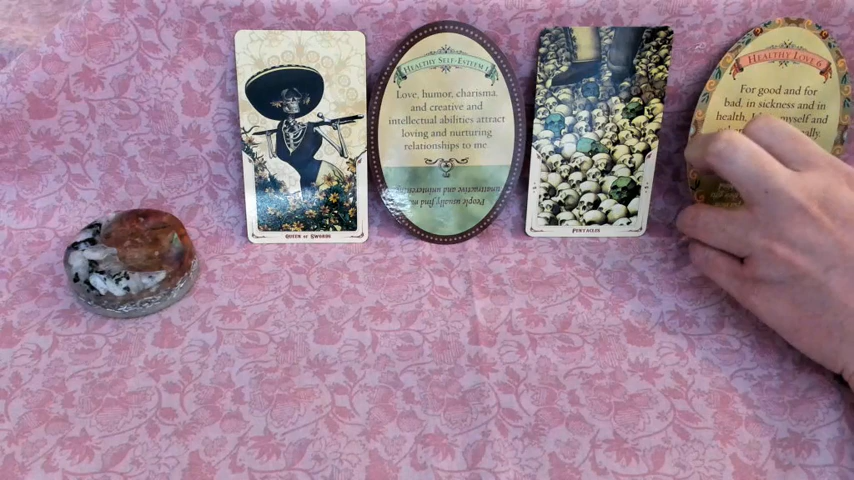 QUEEN OF SWORDS
HEALTHY SELF-ESTEEM 1
Love, humor, charisma,
and creative and
intellectual abilities attract
loving and nurturing
relationships to me.
People usually find me
unattractive and uninteresting
PENTACLES
HEALTHY LOVE 6
For good and for
bad, in sickness and in
health, I myself and